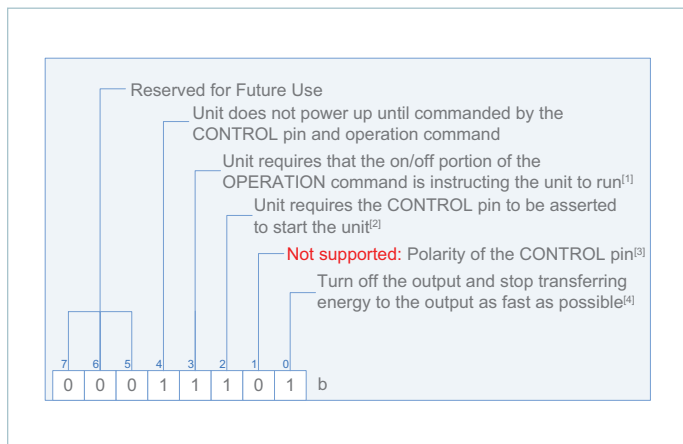 Reserved for Future Use
Unit does not power up until commanded by the
CONTROL pin and operation command
Unit requires that the on/off portion of the
OPERATION command is instructing the unit to run[1]
Unit requires the CONTROL pin to be asserted
to start the unit[2]
Not supported: Polarity of the CONTROL pin[3]
Turn off the output and stop transferring
energy to the output as fast as possible[4]
7 6 5 4 3 2 1 0
0 0 0 1 1 1 0 1 b